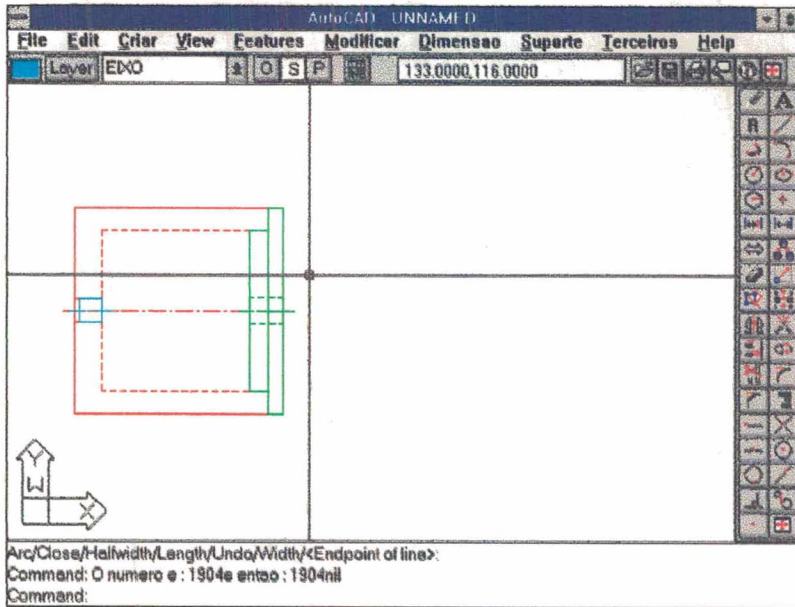 AutoCAD UNNAMED
File Edit Criar View Features Modificar Dimensao Suporte Terceiros Help
Layer EIXO O S P 133.0000,116.0000
A
R
Y
W
X
Arc/Close/Halfwidth/Length/Undo/Width/<Endpoint of line>:
Command: O numero e : 1904e entao : 1904nil
Command: